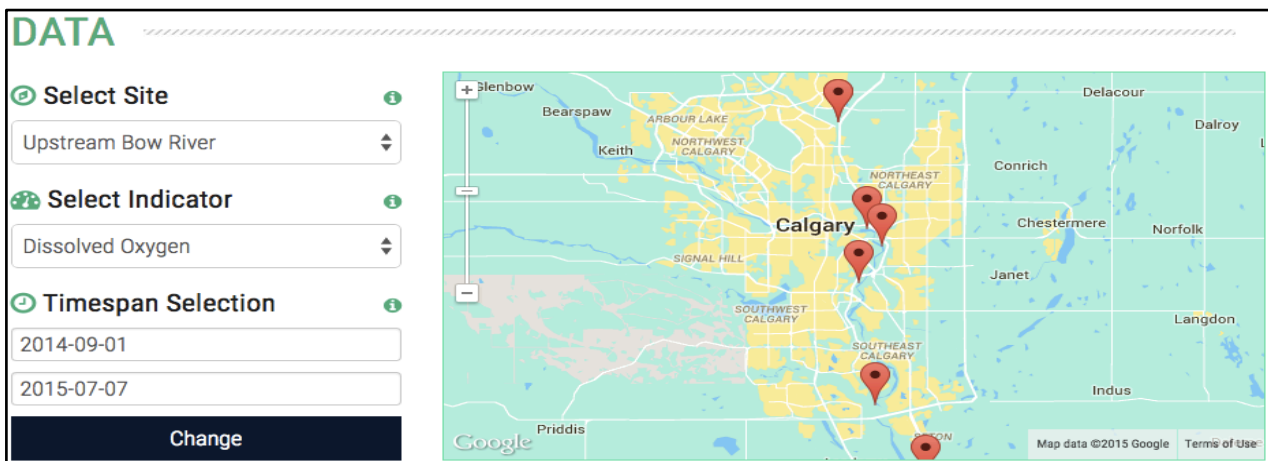 DATA
Select Site
Upstream Bow River
Select Indicator
Dissolved Oxygen
Timespan Selection
2014-09-01
2015-07-07
Change
Glenbow
Bearspaw
ARBOUR LAKE
Delacour
Dalroy
Keith
NORTHWEST
CALGARY
Conrich
NORTHEAST
CALGARY
Calgary
Chestermere
Norfolk
SIGNAL HILL
Janet
SOUTHWEST
CALGARY
Langdon
SOUTHEAST
CALGARY
Indus
Priddis
Google
Map data ©2015 Google
Terms of Use